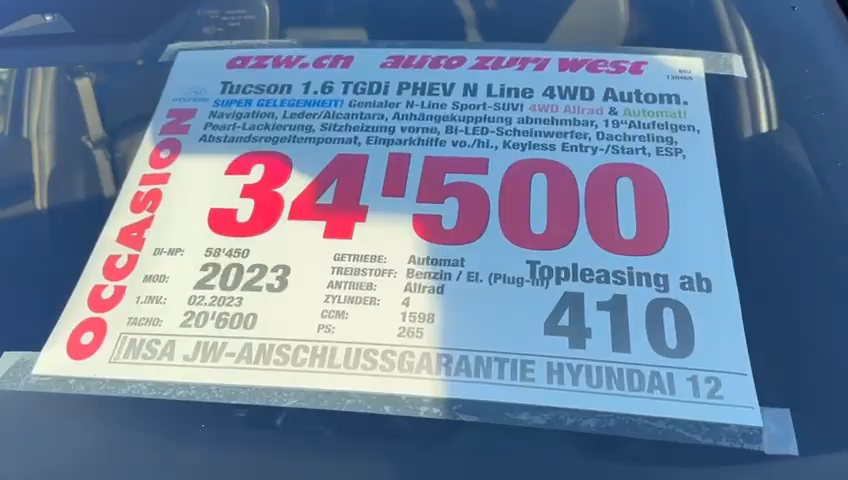 azw.ch auto züri west
HYUNDAI
Tucson 1.6 TGDi PHEV N Line 4WD Autom.
SUPER GELEGENHEIT! Genialer N-Line Sport-SUV! 4WD Allrad & Automat!
Navigation, Leder/Alcantara, Anhängekupplung abnehmbar, 19"Alufelgen,
Pearl-Lackierung, Sitzheizung vorne, Bi-LED-Scheinwerfer, Dachreling,
Abstandsregeltempomat, Einparkhilfe vo./hi., Keyless Entry-/Start, ESP,
OCCASION
34'500
DI-NP: 58'450
MOD: 2023
1.INV.: 02.2023
TACHO: 20'600
GETRIEBE: Automat
TREIBSTOFF: Benzin / El. (Plug-in)
ANTRIEB: Allrad
ZYLINDER: 4
CCM: 1598
PS: 265
Topleasing ab
410
INSA JW-ANSCHLUSSGARANTIE HYUNDAI 12